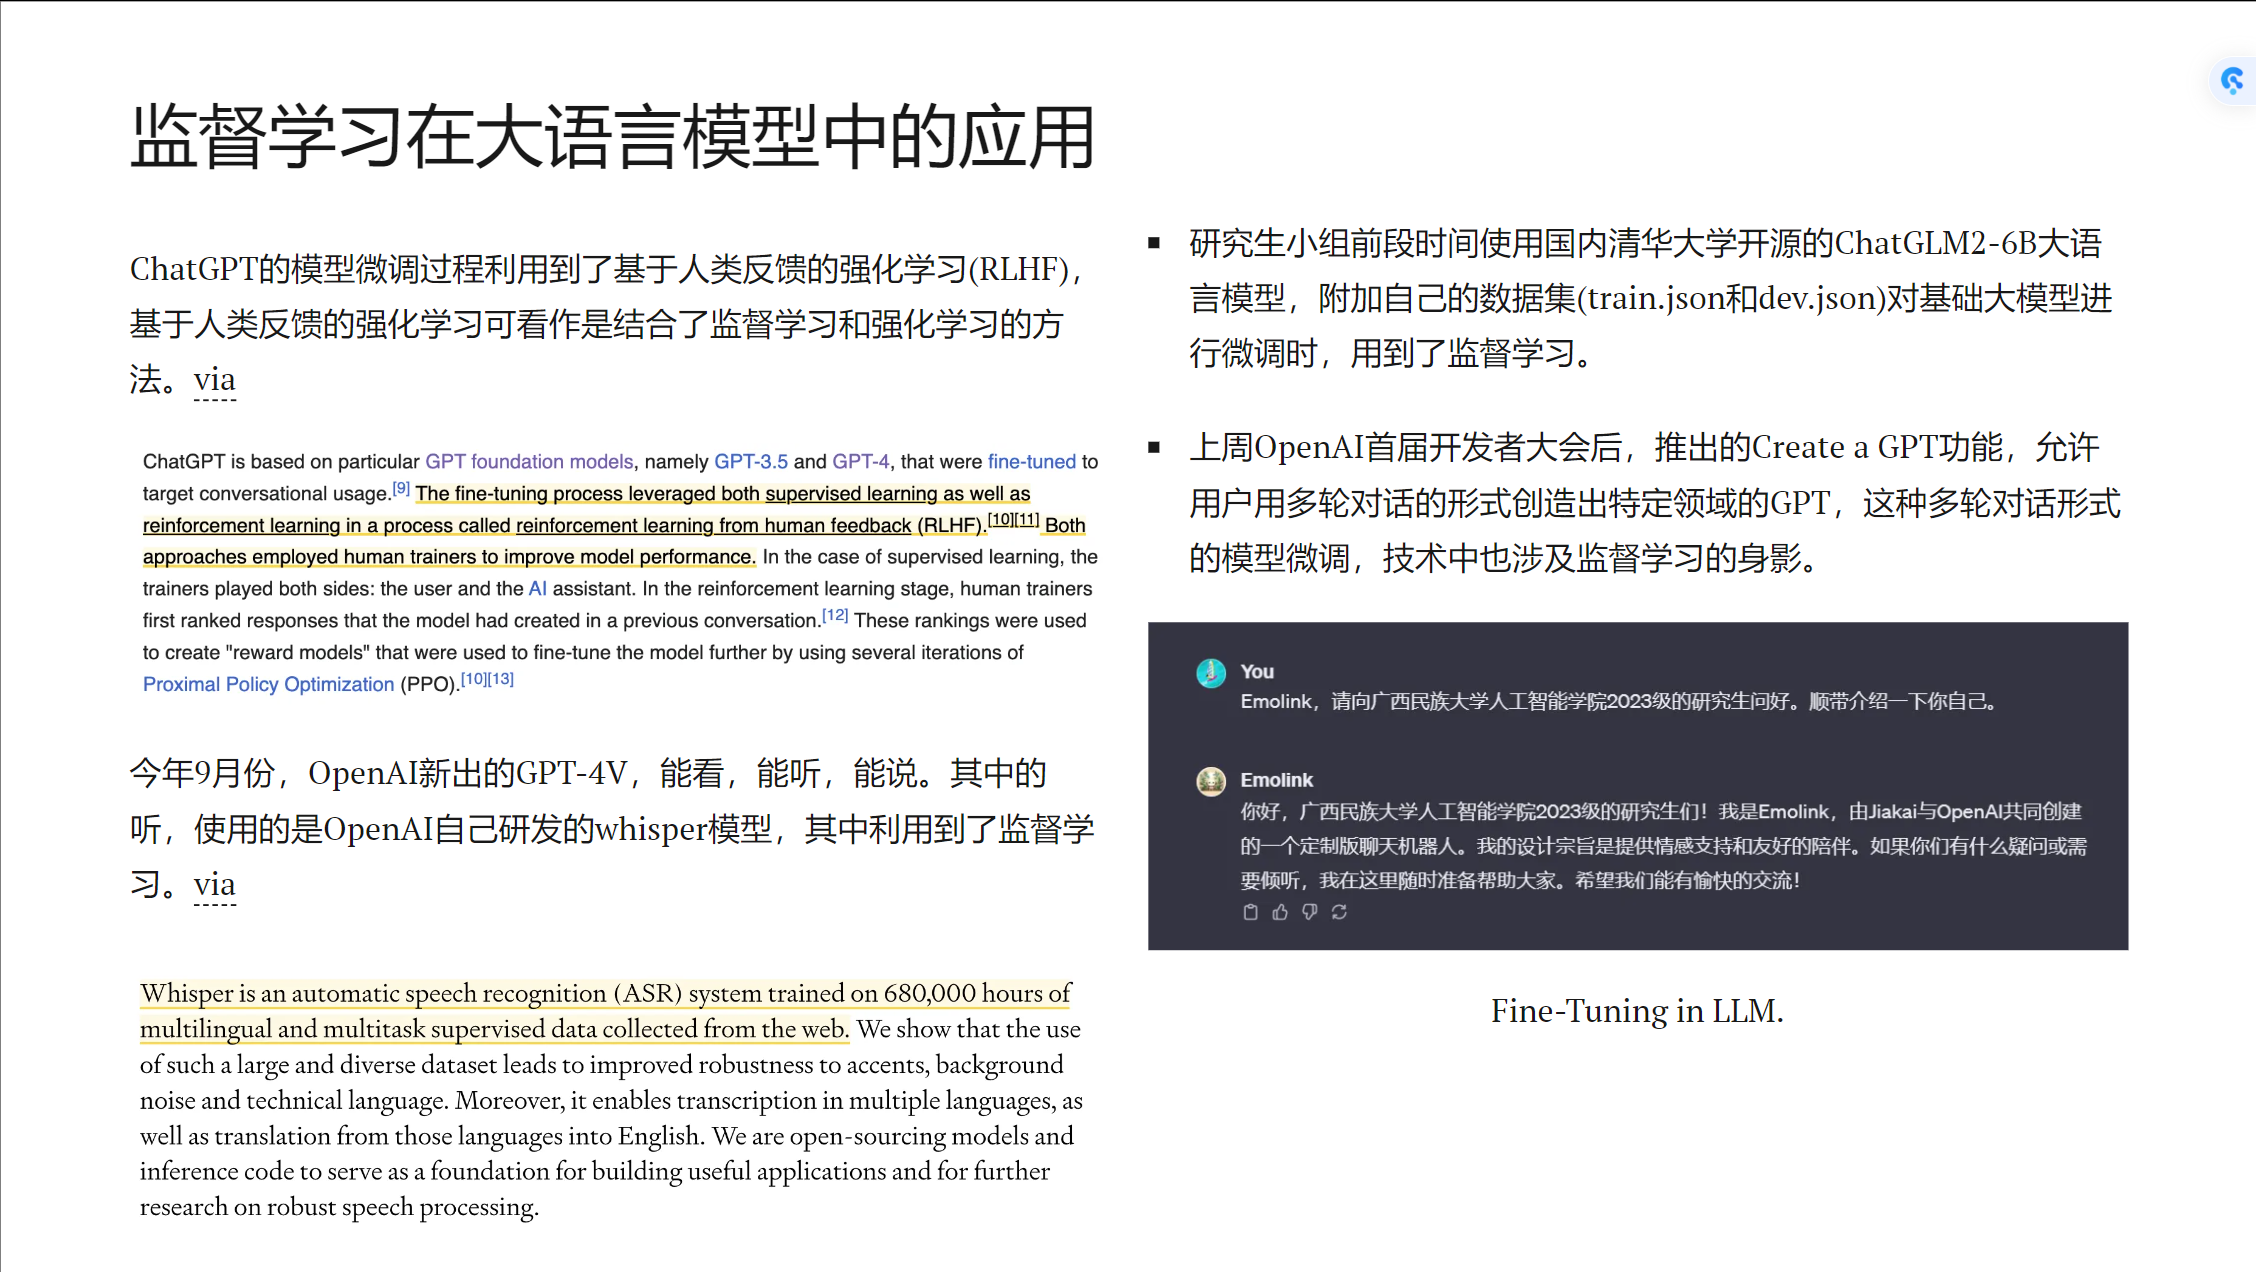 监督学习在大语言模型中的应用
ChatGPT的模型微调过程利用到了基于人类反馈的强化学习(RLHF)，
基于人类反馈的强化学习可看作是结合了监督学习和强化学习的方
法。via
ChatGPT is based on particular GPT foundation models, namely GPT-3.5 and GPT-4, that were fine-tuned to
target conversational usage.[9] The fine-tuning process leveraged both supervised learning as well as
reinforcement learning in a process called reinforcement learning from human feedback (RLHF).[10][11] Both
approaches employed human trainers to improve model performance. In the case of supervised learning, the
trainers played both sides: the user and the AI assistant. In the reinforcement learning stage, human trainers
first ranked responses that the model had created in a previous conversation.[12] These rankings were used
to create "reward models" that were used to fine-tune the model further by using several iterations of
Proximal Policy Optimization (PPO).[10][13]
今年9月份，OpenAI新出的GPT-4V，能看，能听，能说。其中的
听，使用的是OpenAI自己研发的whisper模型，其中利用到了监督学
习。via
Whisper is an automatic speech recognition (ASR) system trained on 680,000 hours of
multilingual and multitask supervised data collected from the web. We show that the use
of such a large and diverse dataset leads to improved robustness to accents, background
noise and technical language. Moreover, it enables transcription in multiple languages, as
well as translation from those languages into English. We are open-sourcing models and
inference code to serve as a foundation for building useful applications and for further
research on robust speech processing.
研究生小组前段时间使用国内清华大学开源的ChatGLM2-6B大语
言模型，附加自己的数据集(train.json和dev.json)对基础大模型进
行微调时，用到了监督学习。
上周OpenAI首届开发者大会后，推出的Create a GPT功能，允许
用户用多轮对话的形式创造出特定领域的GPT，这种多轮对话形式
的模型微调，技术中也涉及监督学习的身影。
You
Emolink，请向广西民族大学人工智能学院2023级的研究生问好。顺带介绍一下你自己。
Emolink
你好，广西民族大学人工智能学院2023级的研究生们！我是Emolink，由Jiakai与OpenAI共同创建
的一个定制版聊天机器人。我的设计宗旨是提供情感支持和友好的陪伴。如果你们有什么疑问或需
要倾听，我在这里随时准备帮助大家。希望我们能有愉快的交流！
Fine-Tuning in LLM.